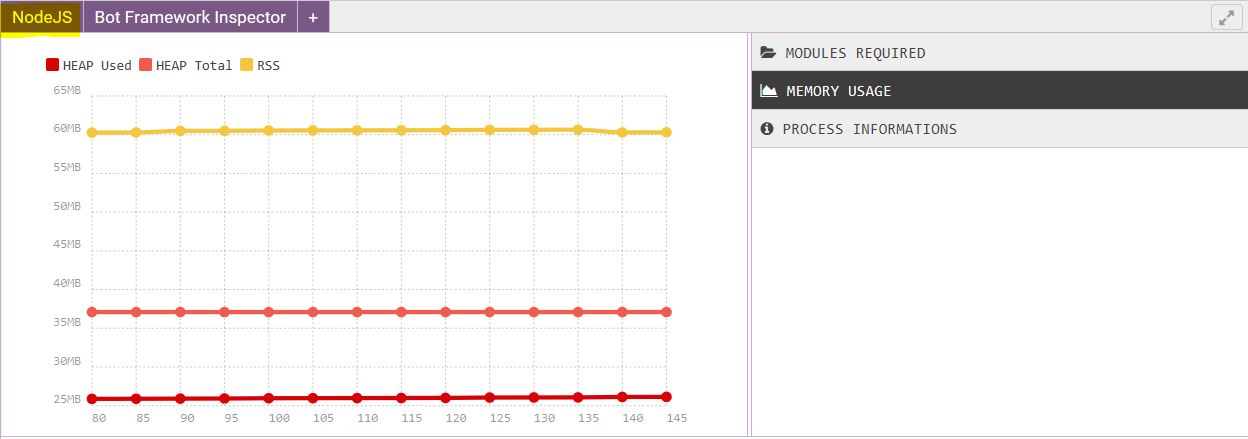 NodeJS Bot Framework Inspector +
HEAP Used HEAP Total RSS
65MB
60MB
55MB
50MB
45MB
40MB
35MB
30MB
25MB
80 85 90 95 100 105 110 115 120 125 130 135 140 145
MODULES REQUIRED
MEMORY USAGE
PROCESS INFORMATIONS